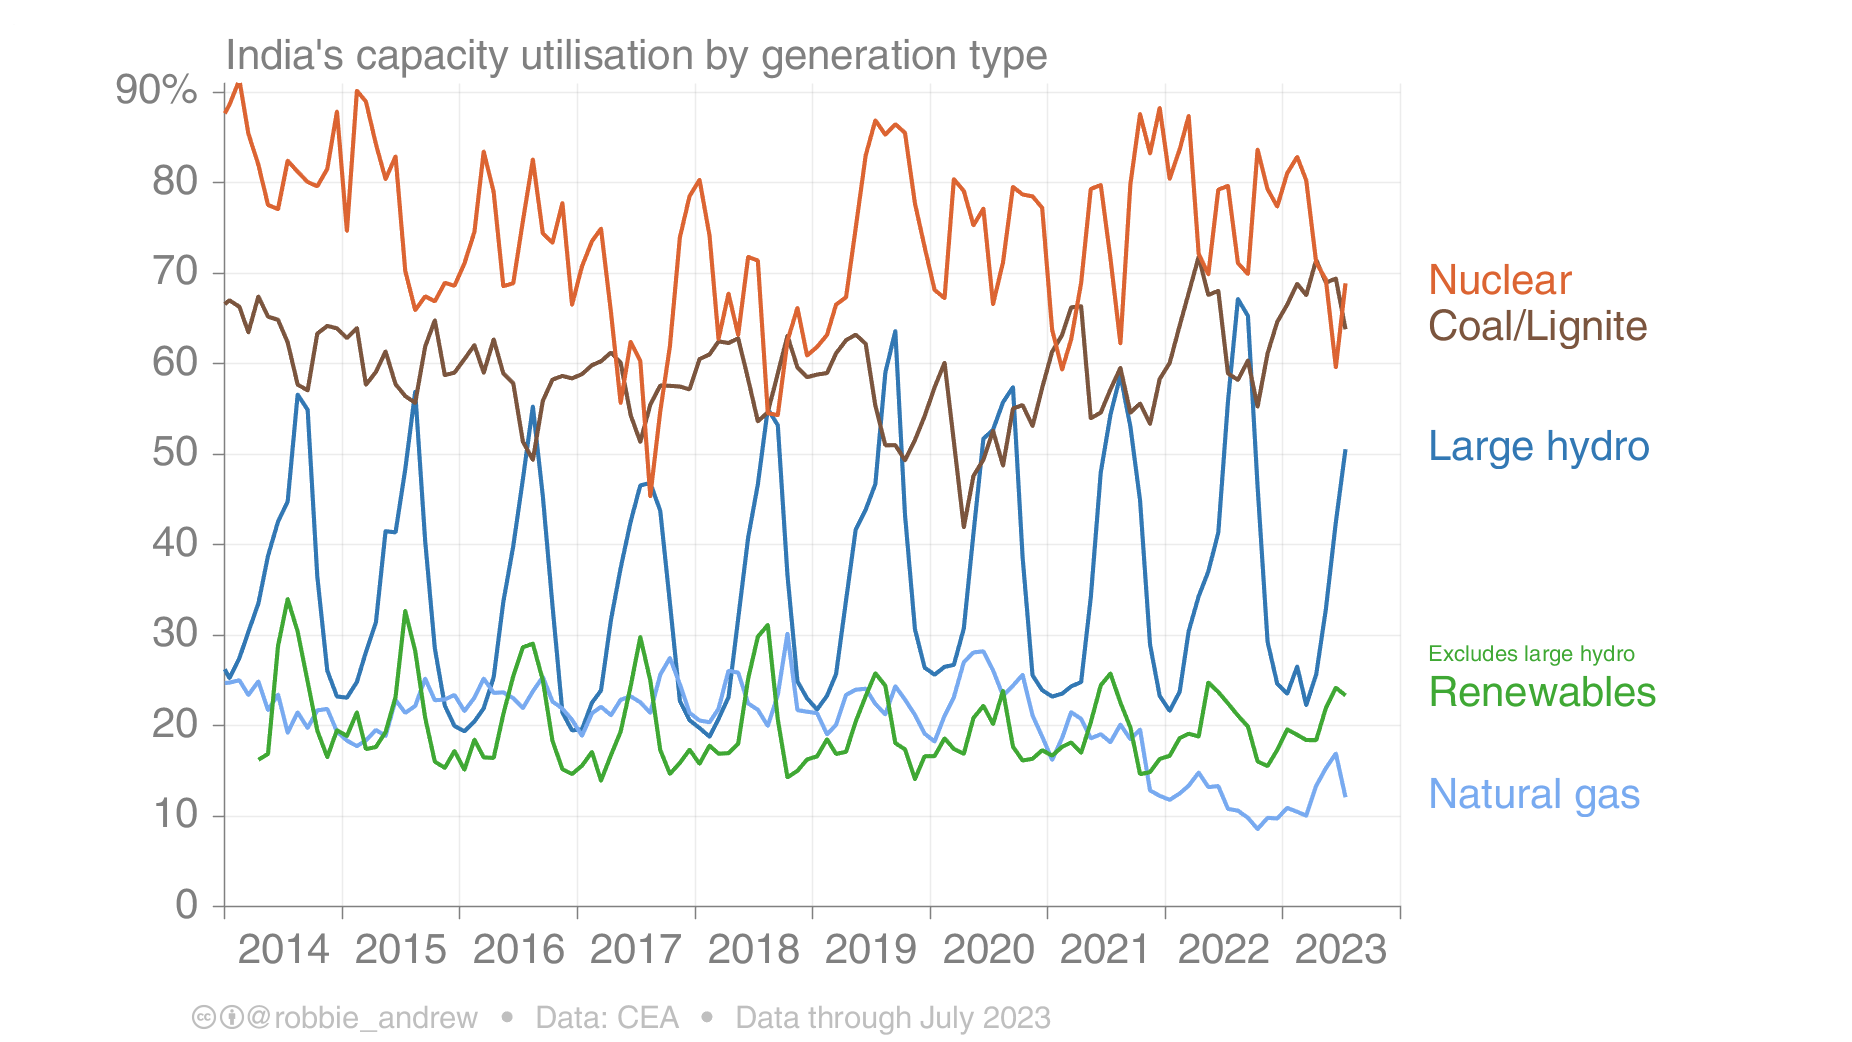 India's capacity utilisation by generation type
90%
80
70
60
50
40
30
20
10
0
2014 2015 2016 2017 2018 2019 2020 2021 2022 2023
Nuclear
Coal/Lignite
Large hydro
Excludes large hydro
Renewables
Natural gas
cc @robbie_andrew • Data: CEA • Data through July 2023